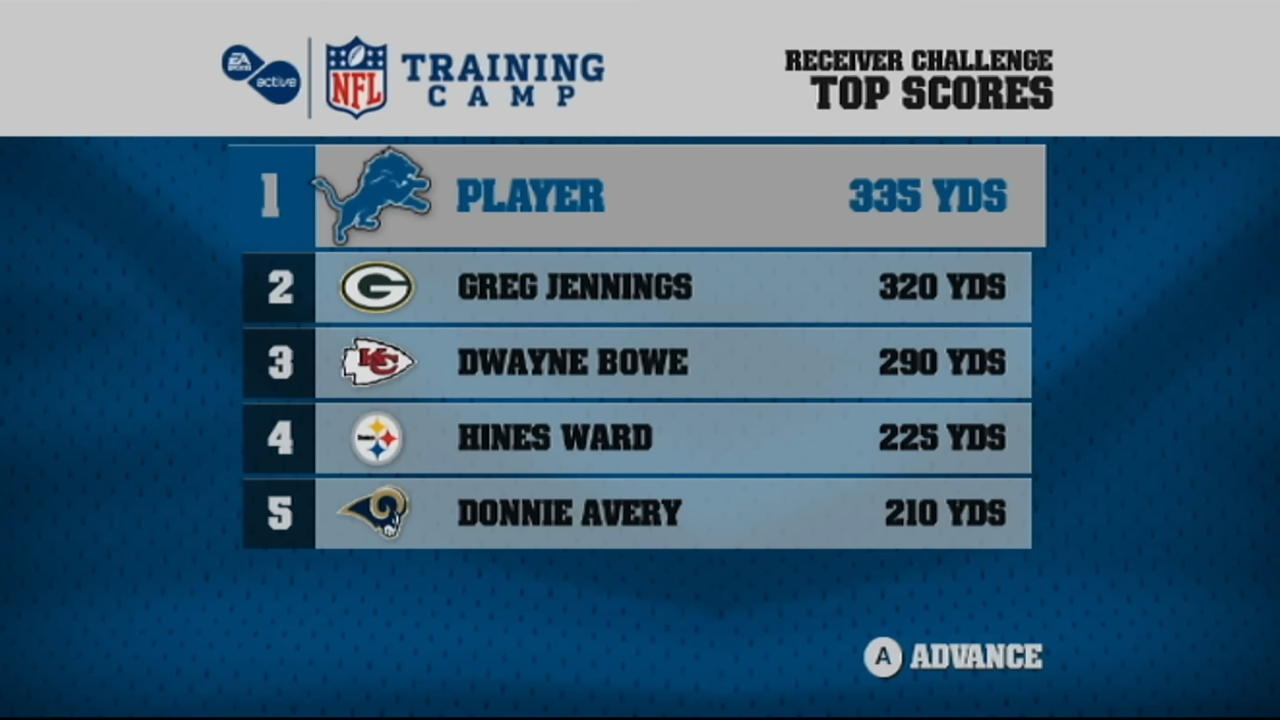 EA SPORTS active NFL TRAINING CAMP
RECEIVER CHALLENGE
TOP SCORES
1 PLAYER 335 YDS
2 G GREG JENNINGS 320 YDS
3 KC DWAYNE BOWE 290 YDS
4 HINES WARD 225 YDS
5 DONNIE AVERY 210 YDS
A ADVANCE